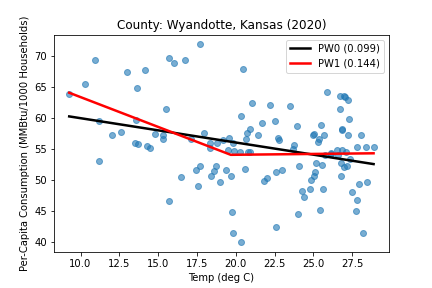 County: Wyandotte, Kansas (2020)
PW0 (0.099)
PW1 (0.144)
Per-Capita Consumption (MMBtu/1000 Households)
70
65
60
55
50
45
40
10.0 12.5 15.0 17.5 20.0 22.5 25.0 27.5
Temp (deg C)